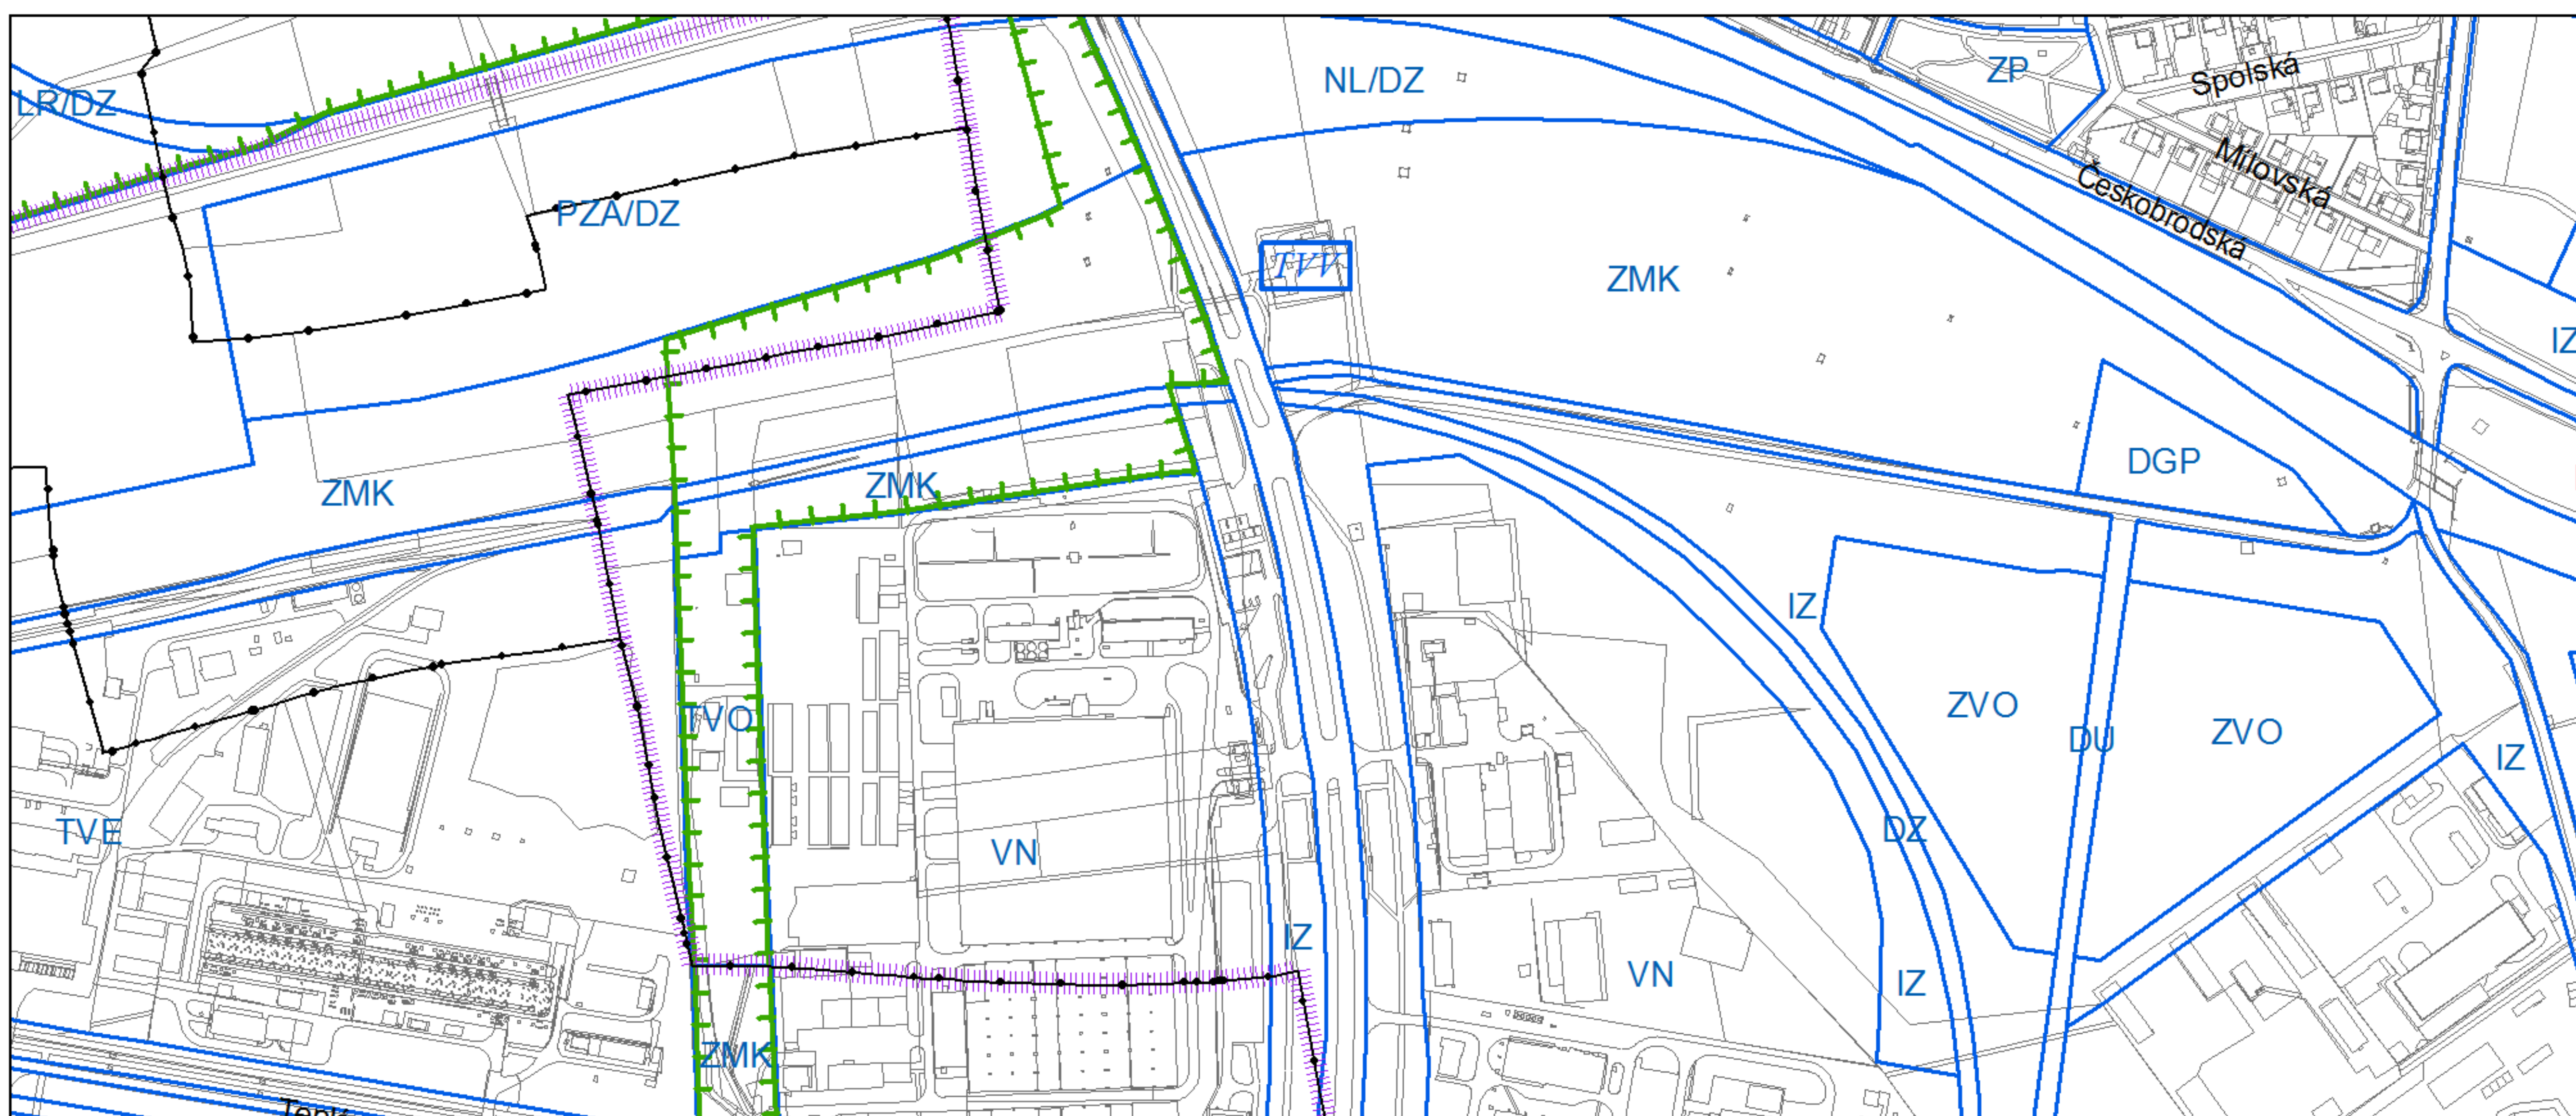 Spolská
ZP
NL/DZ
LR/DZ
Mílovská
Českobrodská
PZA/DZ
TVV
ZMK
IZ
DGP
ZMK
ZMK
IZ
ZVO
TVO
ZVO
DU
IZ
TVE
DZ
VN
IZ
VN
IZ
ZMK